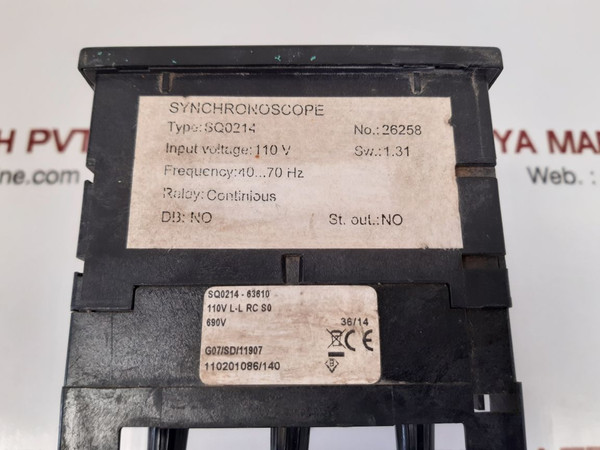 SYNCHRONOSCOPE
Type: SQ0214 No.: 26258
Input voltage: 110 V Sw.: 1.31
Frequency: 40...70 Hz
Relay: Continious
DB: NO St. out.: NO
SQ0214 - 63610
110V L-L RC S0
690V 36/14
G07/SD/11907
110201086/140
H PVT
YA MAR
ne.com
Web. :